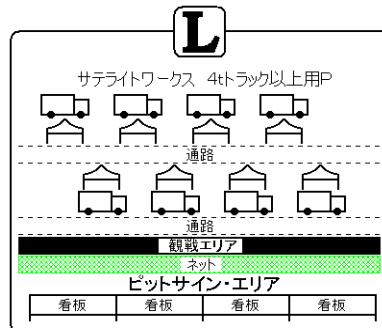 L
サテライトワークス 4tトラック以上用P
通路
通路
観戦エリア
ネット
ピットサイン・エリア
看板 看板 看板 看板